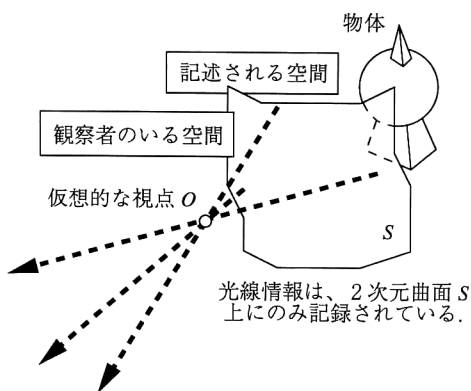 物体
記述される空間
観察者のいる空間
仮想的な視点 O
S
光線情報は、２次元曲面 S
上にのみ記録されている.